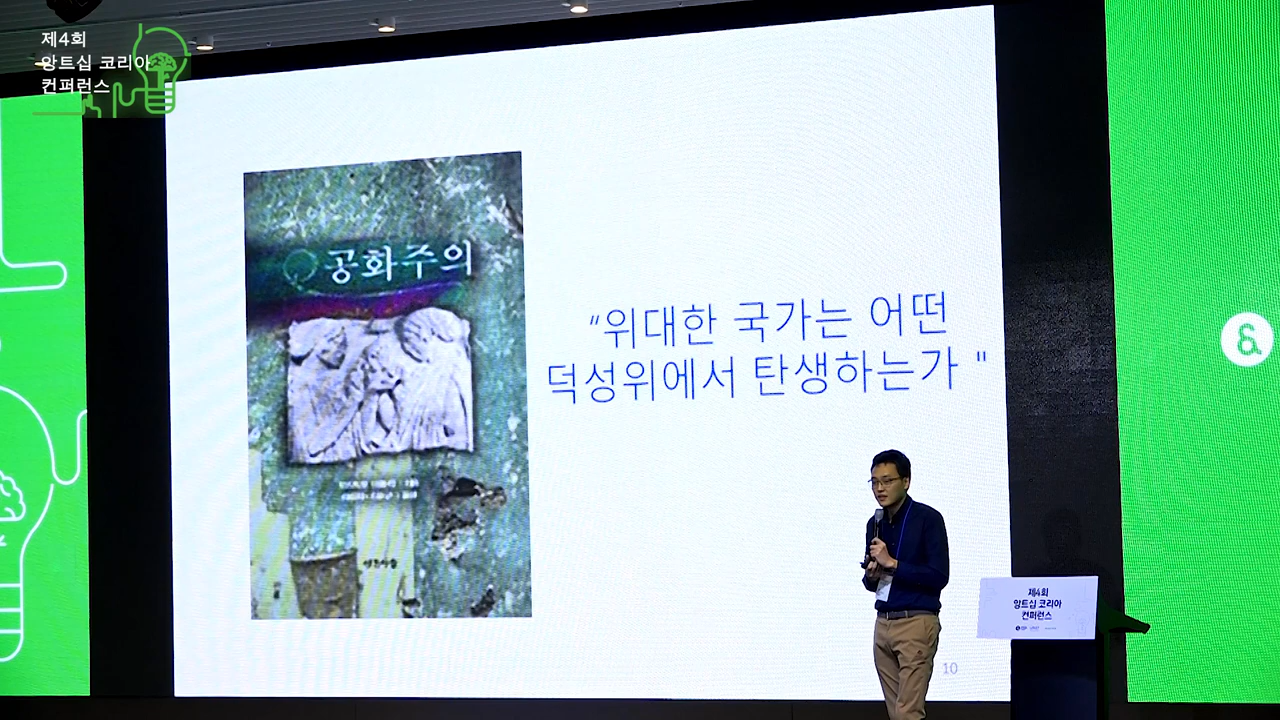 제4회
앙트십 코리아
컨퍼런스
공화주의
"위대한 국가는 어떤
덕성위에서 탄생하는가 "
&
제4회
앙트십 코리아
컨퍼런스
10